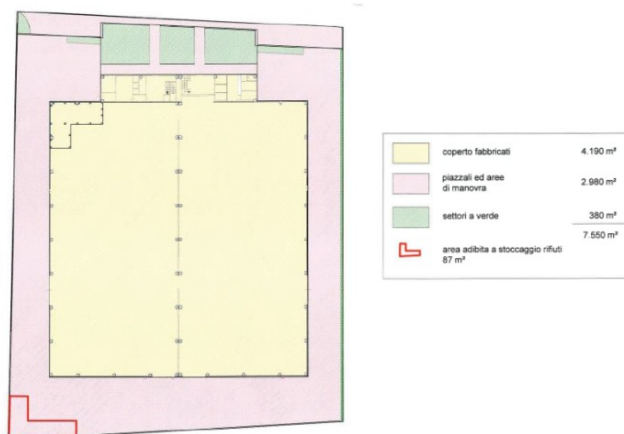 coperto fabbricati 4.190 m²
piazzali ed aree
di manovra 2.980 m²
settori a verde 380 m²
7.550 m²
area adibita a stoccaggio rifiuti
87 m²